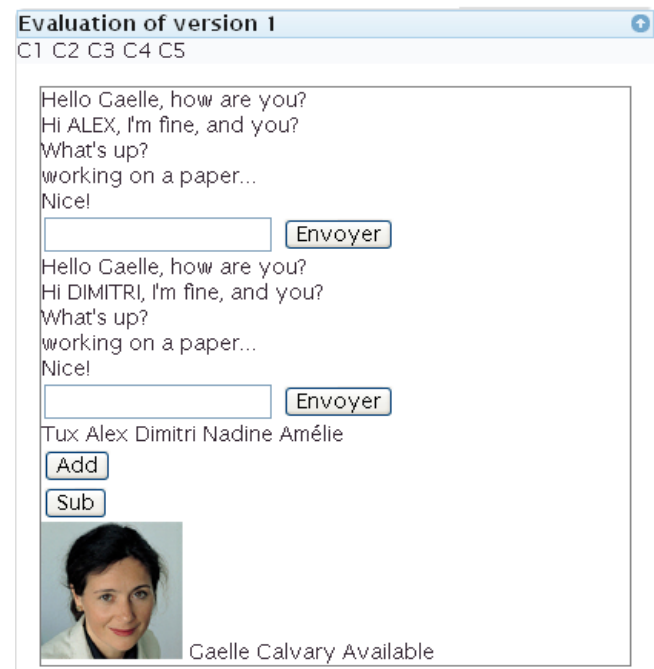 Evaluation of version 1
C1 C2 C3 C4 C5
Hello Gaelle, how are you?
Hi ALEX, I'm fine, and you?
What's up?
working on a paper...
Nice!
Envoyer
Hello Gaelle, how are you?
Hi DIMITRI, I'm fine, and you?
What's up?
working on a paper...
Nice!
Envoyer
Tux Alex Dimitri Nadine Amélie
Add
Sub
Gaelle Calvary Available